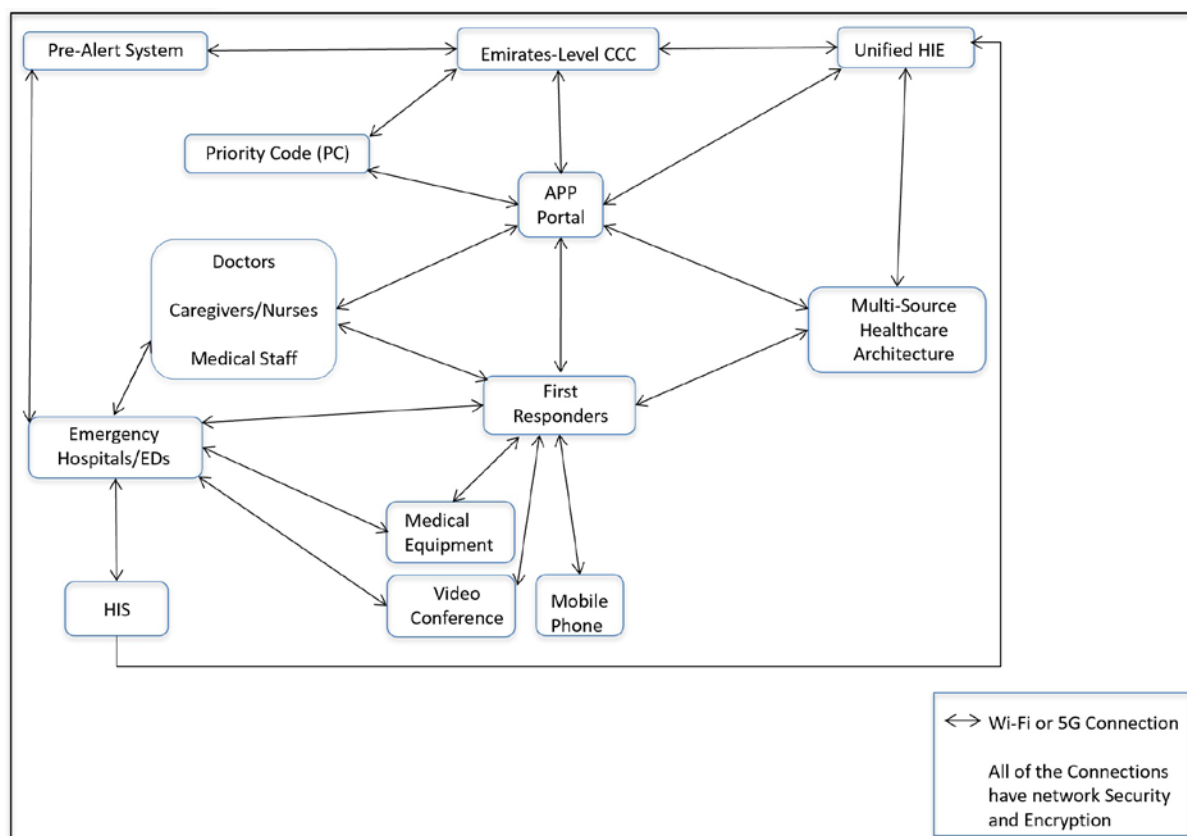 Pre-Alert System
Emirates-Level CCC
Unified HIE
Priority Code (PC)
APP
Portal
Doctors
Caregivers/Nurses
Medical Staff
Multi-Source
Healthcare
Architecture
First
Responders
Emergency
Hospitals/EDs
Medical
Equipment
HIS
Video
Conference
Mobile
Phone
Wi-Fi or 5G Connection
All of the Connections
have network Security
and Encryption